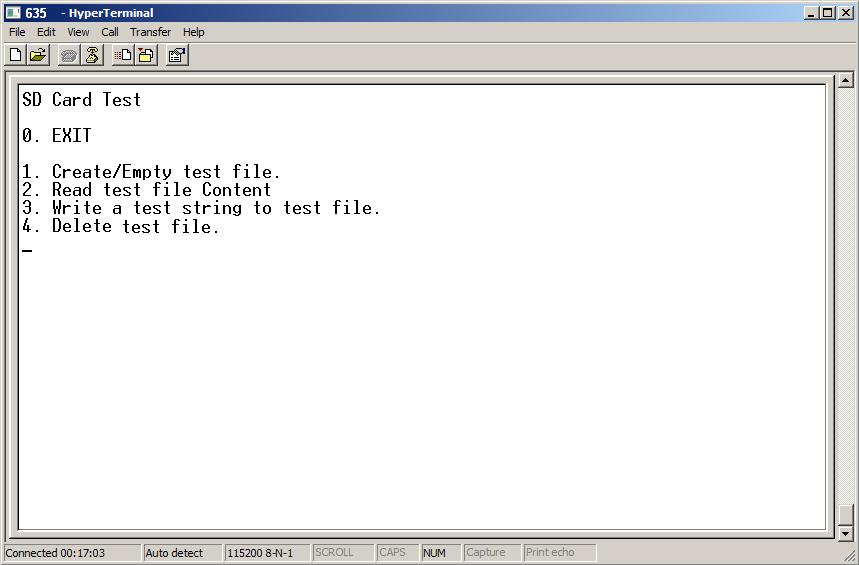 635 - HyperTerminal
File Edit View Call Transfer Help
SD Card Test
0. EXIT
1. Create/Empty test file.
2. Read test file Content
3. Write a test string to test file.
4. Delete test file.
_
Connected 00:17:03 Auto detect 115200 8-N-1 SCROLL CAPS NUM Capture Print echo